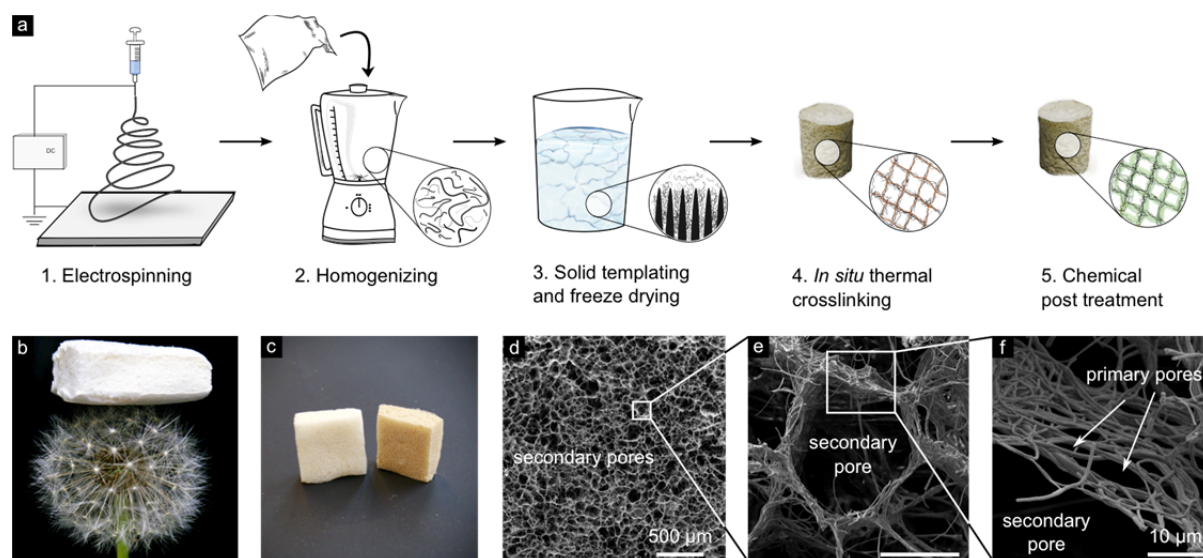 a
DC
1. Electrospinning
2. Homogenizing
3. Solid templating
and freeze drying
4. In situ thermal
crosslinking
5. Chemical
post treatment
b
c
d
secondary pores
500 µm
e
secondary
pore
f
primary pores
secondary
pore
10 µm